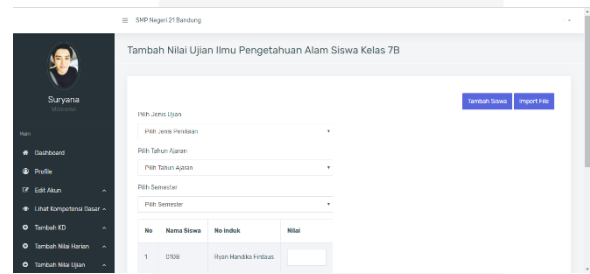 SMP Negeri 21 Bandung
Tambah Nilai Ujian Ilmu Pengetahuan Alam Siswa Kelas 7B
Suryana
Welcome
Main
Dashboard
Profile
Edit Akun
Lihat Kompetensi Dasar
Tambah KD
Tambah Nilai Harian
Tambah Nilai Ujian
Tambah Siswa Import File
Pilih Jenis Ujian
Pilih Jenis Penilaian
Pilih Tahun Ajaran
Pilih Tahun Ajaran
Pilih Semester
Pilih Semester
No Nama Siswa No Induk Nilai
1 0108 Ryan Handika Firdaus